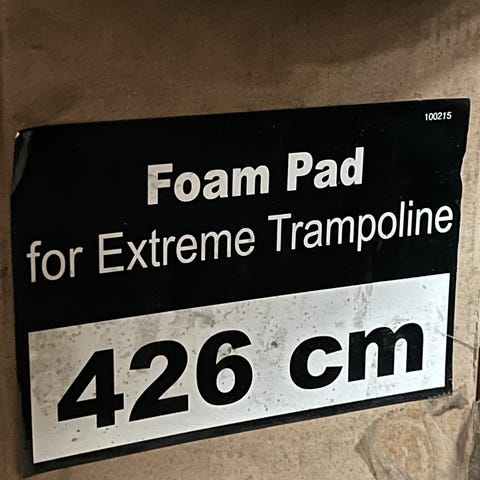 100215
Foam Pad
for Extreme Trampoline
426 cm